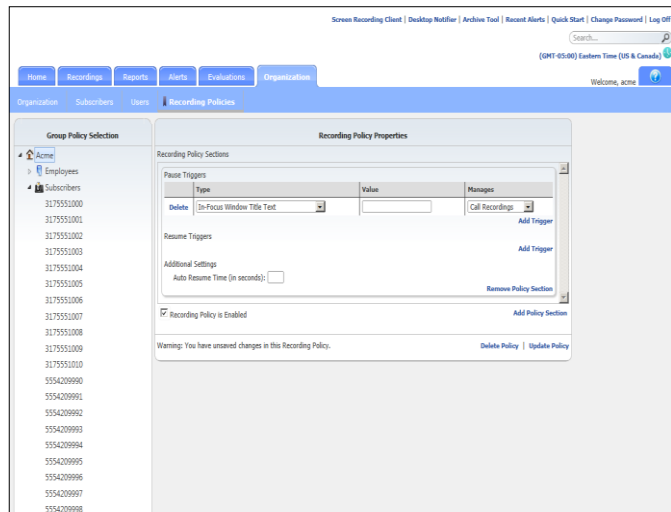 Screen Recording Client | Desktop Notifier | Archive Tool | Recent Alerts | Quick Start | Change Password | Log Off
Search...
(GMT-05:00) Eastern Time (US & Canada)
Home Recordings Reports Alerts Evaluations Organization
Welcome, acme
Organization Subscribers Users Recording Policies
Group Policy Selection
Acme
Employees
Subscribers
3175551000
3175551001
3175551002
3175551003
3175551004
3175551005
3175551006
3175551007
3175551008
3175551009
3175551010
5554209990
5554209991
5554209992
5554209993
5554209994
5554209995
5554209996
5554209997
5554209998
Recording Policy Properties
Recording Policy Sections
Pause Triggers
Type Value Manages
Delete In-Focus Window Title Text Call Recordings
Add Trigger
Resume Triggers
Add Trigger
Additional Settings
Auto Resume Time (in seconds):
Remove Policy Section
Recording Policy is Enabled Add Policy Section
Warning: You have unsaved changes in this Recording Policy. Delete Policy | Update Policy